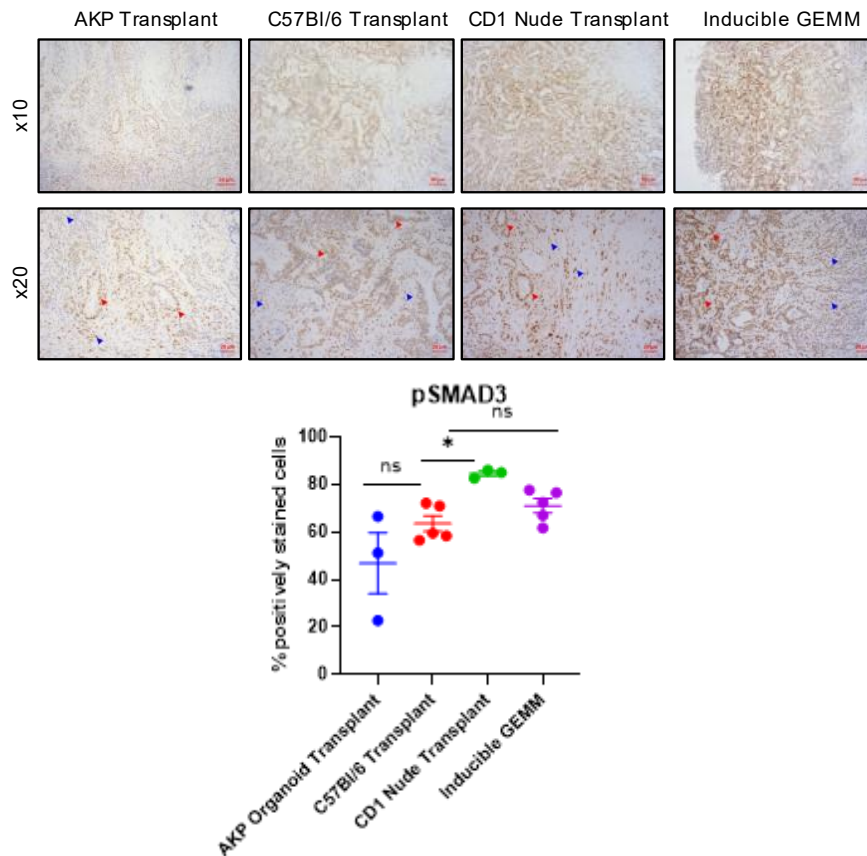 AKP Transplant
C57Bl/6 Transplant
CD1 Nude Transplant
Inducible GEMM
x10
x20
pSMAD3
ns
*
ns
% positively stained cells
100
80
60
40
20
0
AKP Organoid Transplant
C57Bl/6 Transplant
CD1 Nude Transplant
Inducible GEMM